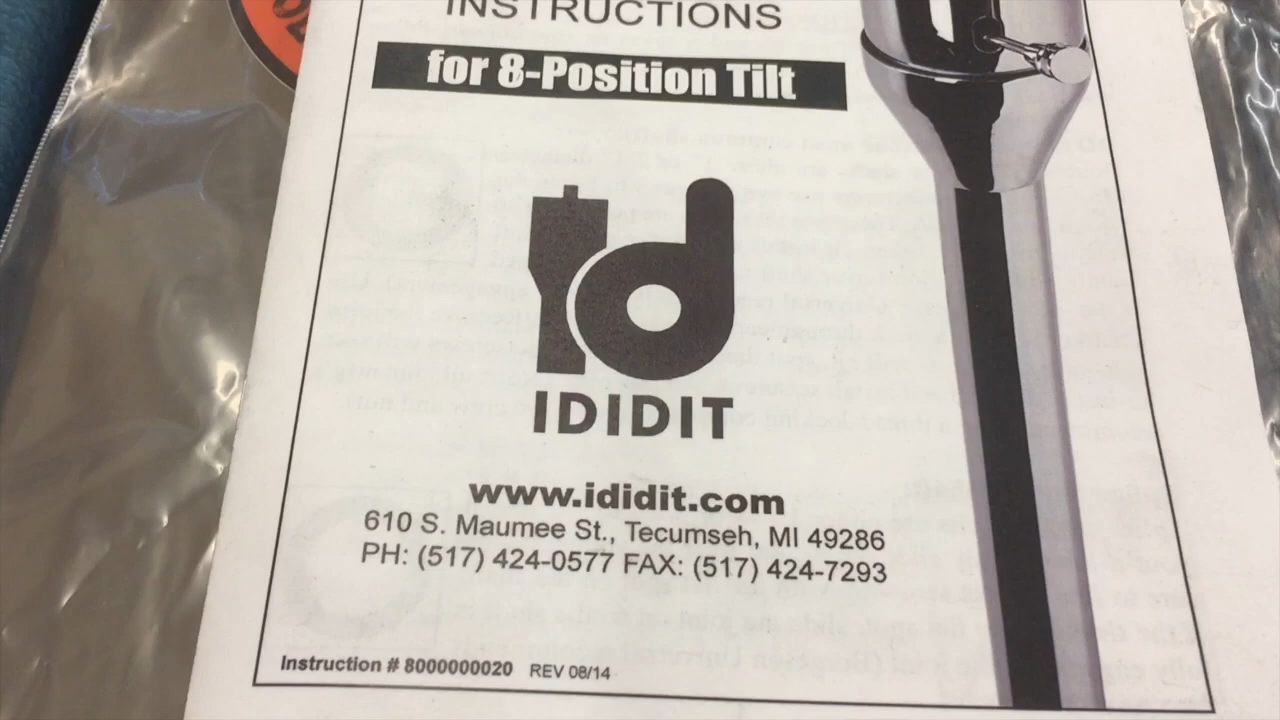 INSTRUCTIONS
for 8-Position Tilt
IDIDIT
www.ididit.com
610 S. Maumee St., Tecumseh, MI 49286
PH: (517) 424-0577 FAX: (517) 424-7293
Instruction # 8000000020 REV 08/14